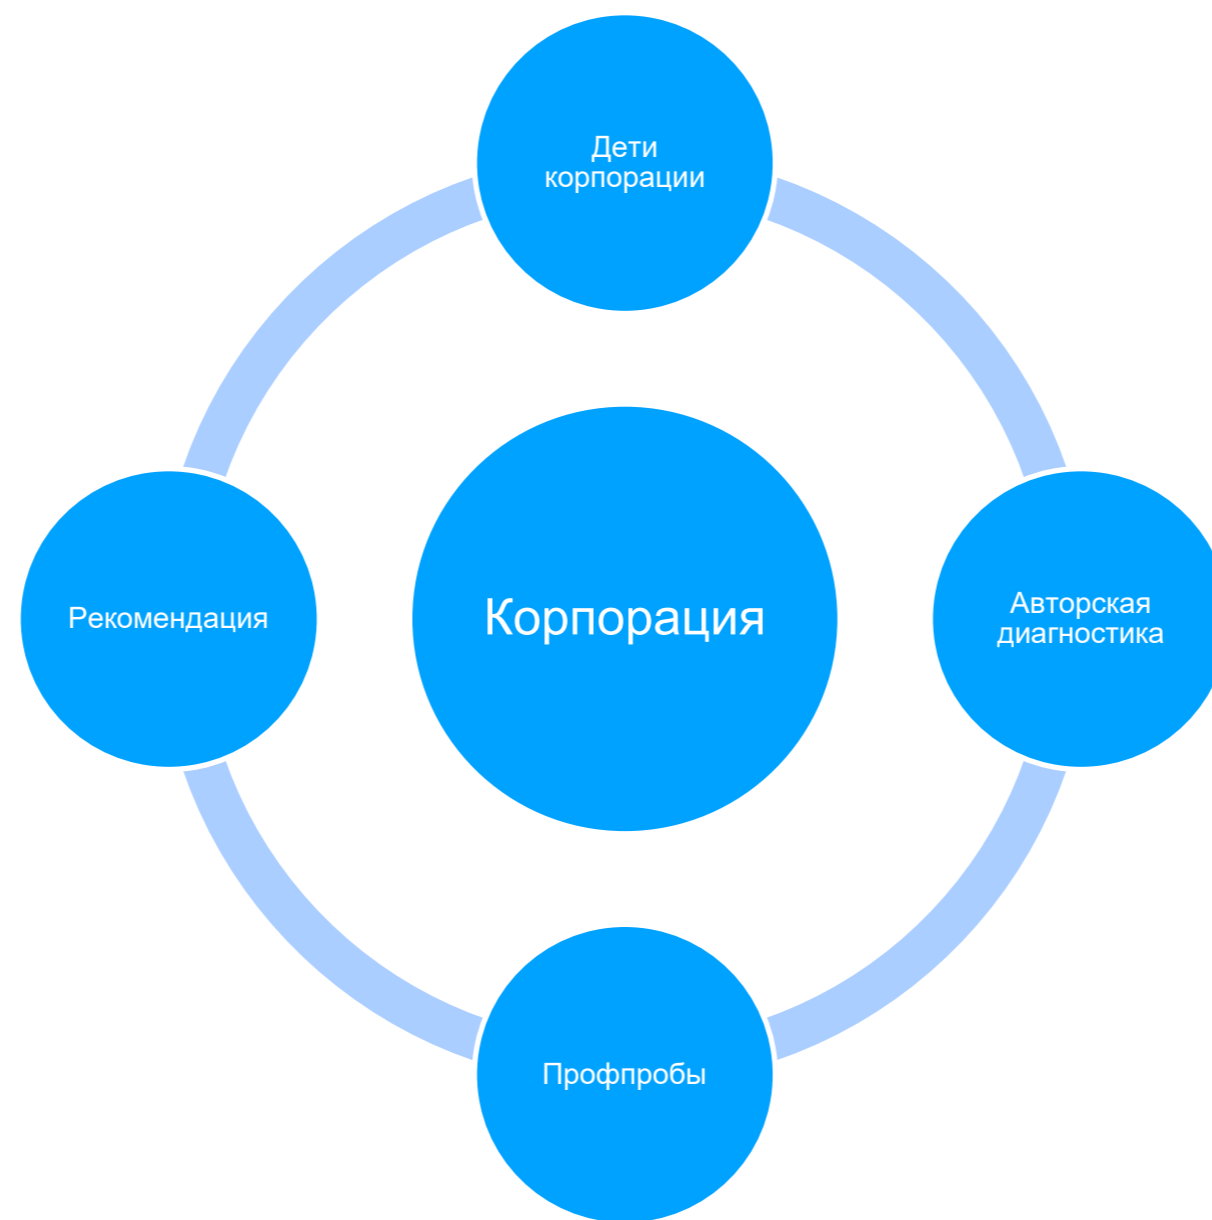 Дети
корпорации
Рекомендация
Корпорация
Авторская
диагностика
Профпробы